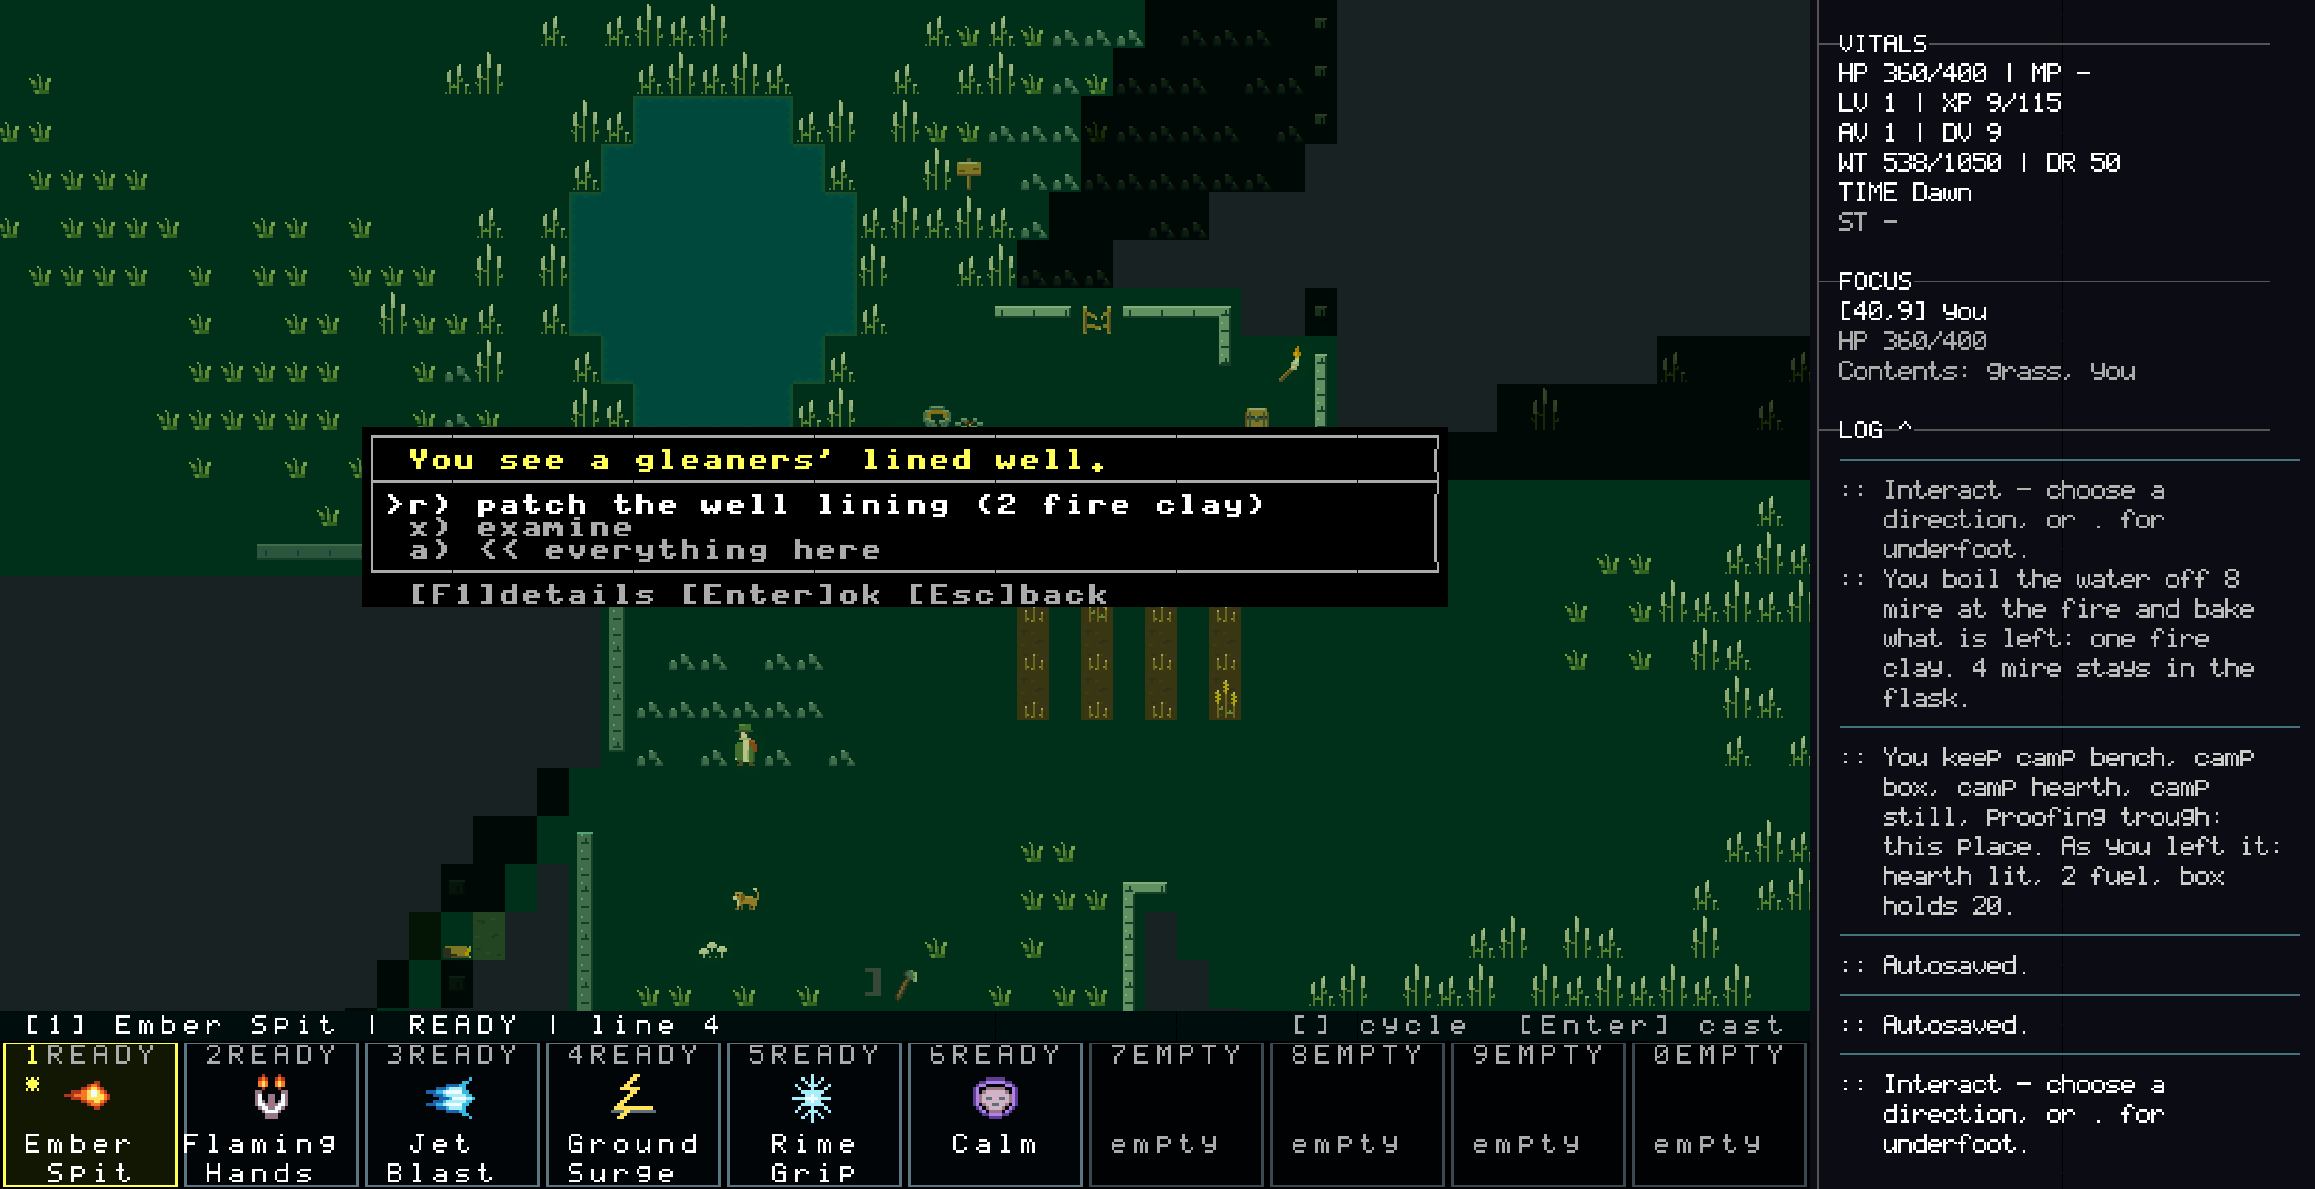 You see a gleaners' lined well.
>r) patch the well lining (2 fire clay)
x) examine
a) << everything here
[F1]details [Enter]ok [Esc]back
VITALS
HP 360/400 | MP -
LV 1 | XP 9/115
AV 1 | DV 9
WT 538/1050 | DR 50
TIME Dawn
ST -
FOCUS
[40,9] You
HP 360/400
Contents: grass, You
LOG ^
:: Interact - choose a
direction, or . for
underfoot.
:: You boil the water off 8
mire at the fire and bake
what is left: one fire
clay. 4 mire stays in the
flask.
:: You keep camp bench, camp
box, camp hearth, camp
still, Proofing trough:
this place. As you left it:
hearth lit, 2 fuel, box
holds 20.
:: Autosaved.
:: Autosaved.
:: Interact - choose a
direction, or . for
underfoot.
[1] Ember Spit | READY | line 4
[] cycle [Enter] cast
1READY
Ember
Spit
2READY
Flaming
Hands
3READY
Jet
Blast
4READY
Ground
Surge
5READY
Rime
Grip
6READY
Calm
7EMPTY
empty
8EMPTY
empty
9EMPTY
empty
0EMPTY
empty